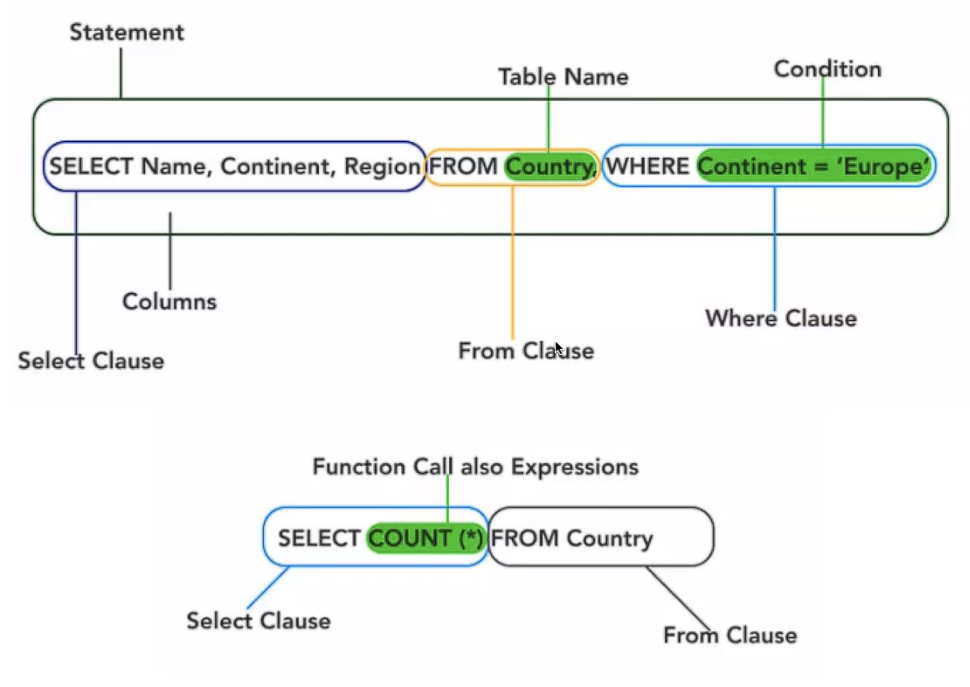 Statement
Table Name
Condition
SELECT Name, Continent, Region FROM Country, WHERE Continent = ‘Europe’
Columns
Select Clause
From Clause
Where Clause
Function Call also Expressions
SELECT COUNT (*) FROM Country
Select Clause
From Clause